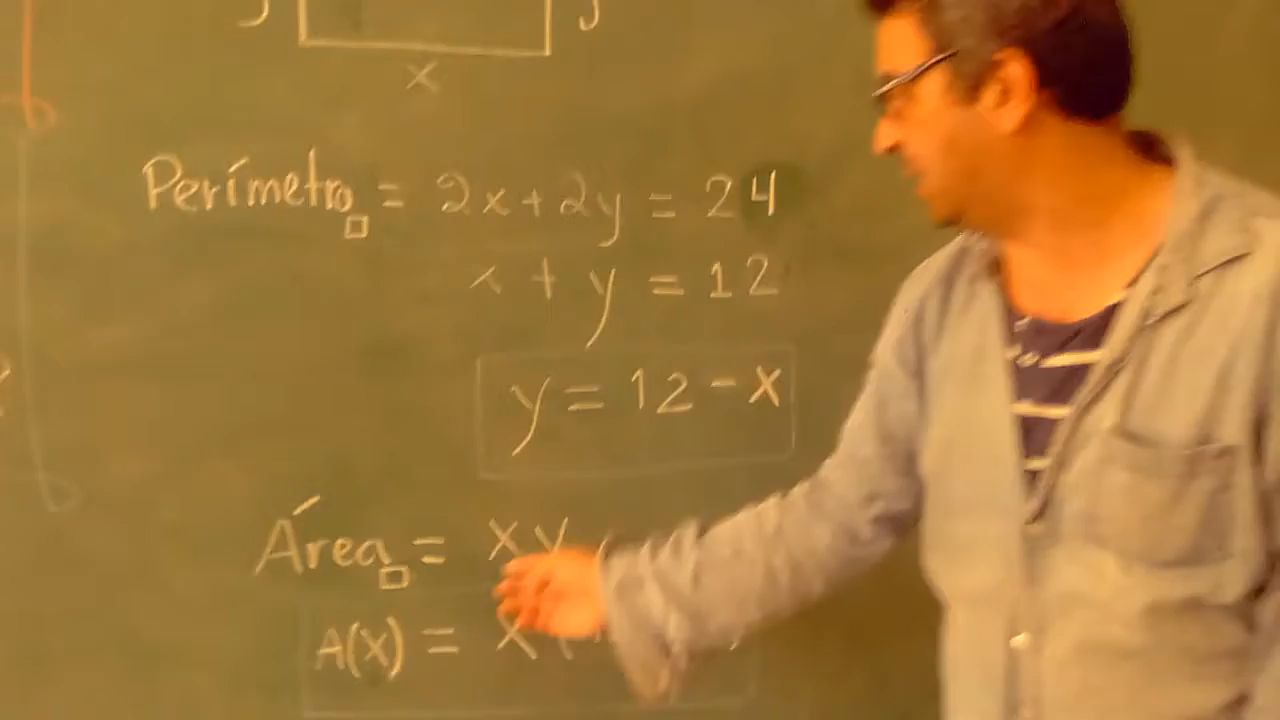 y y
x
Perímetro▫ = 2x + 2y = 24
x + y = 12
y = 12 - x
Área▫ = xy
A(x) = x(